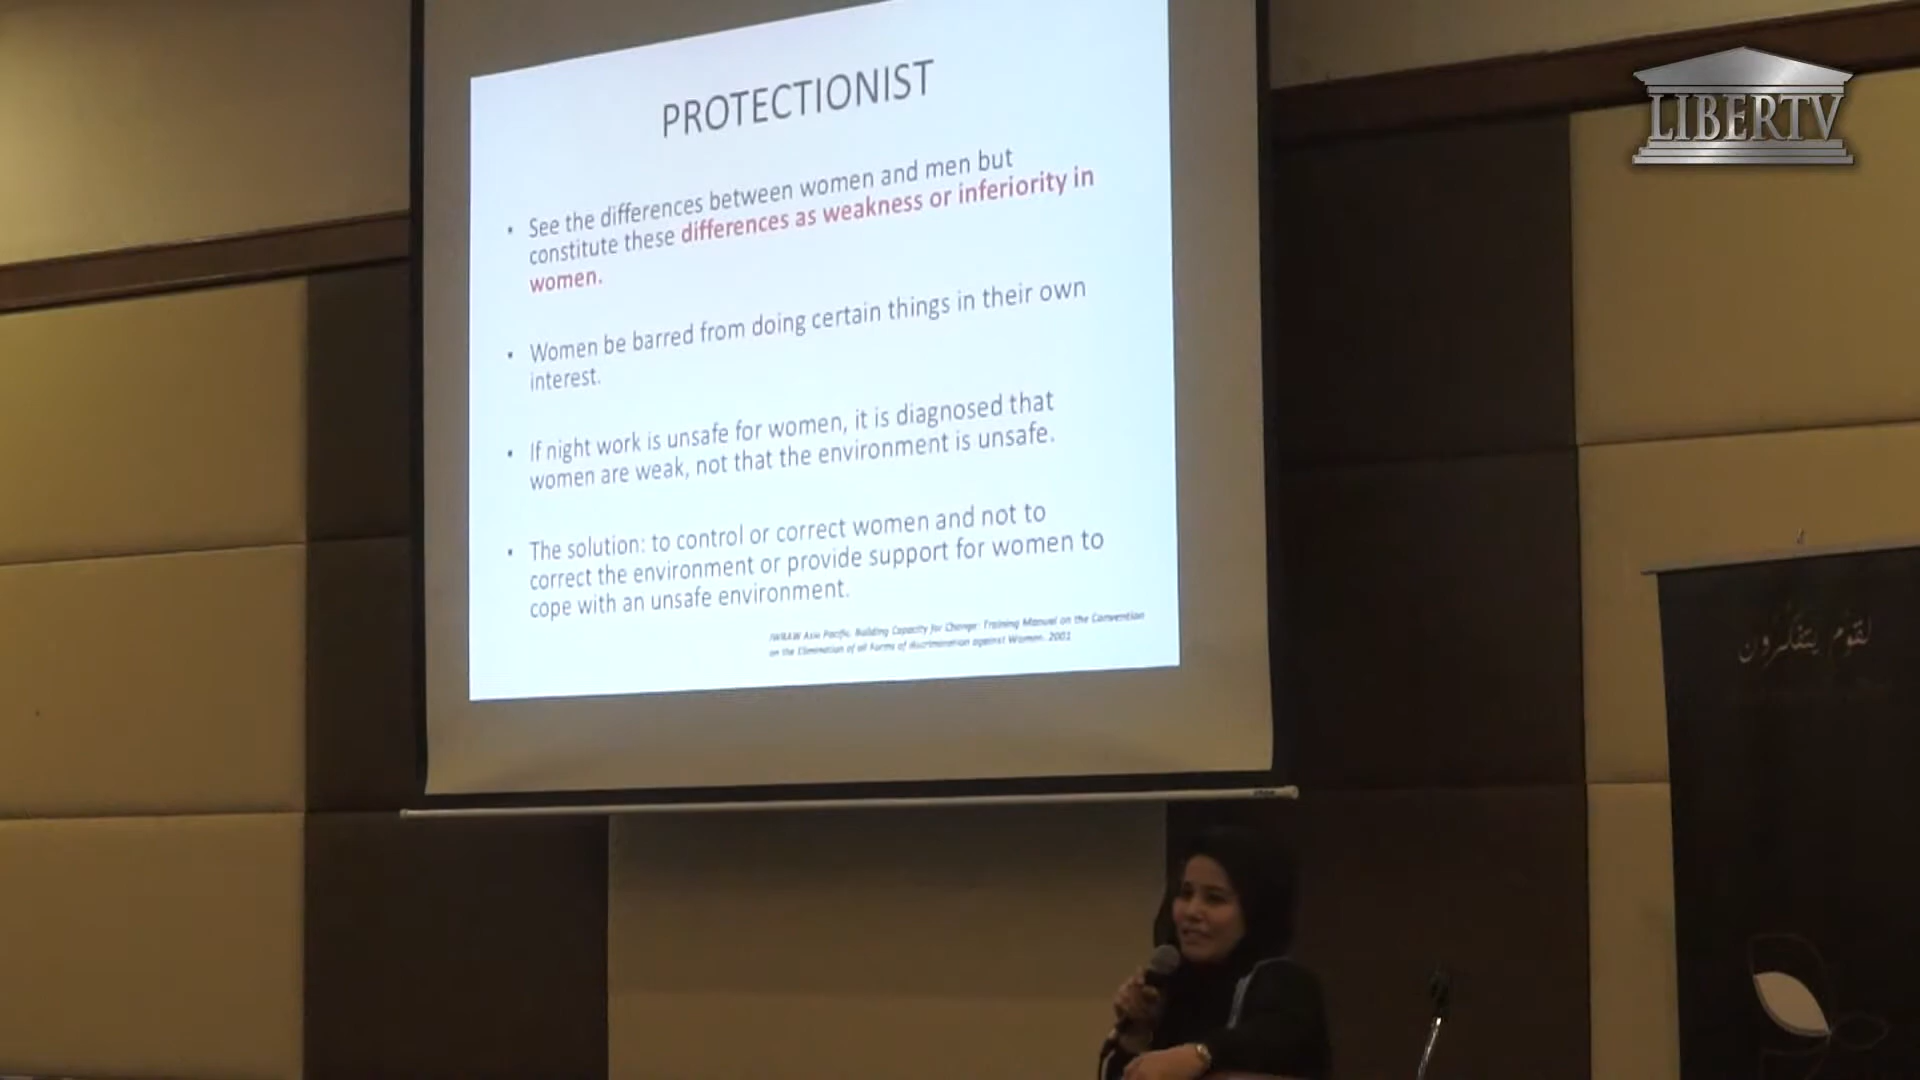 PROTECTIONIST
• See the differences between women and men but
constitute these differences as weakness or inferiority in
women.
• Women be barred from doing certain things in their own
interest.
• If night work is unsafe for women, it is diagnosed that
women are weak, not that the environment is unsafe.
• The solution: to control or correct women and not to
correct the environment or provide support for women to
cope with an unsafe environment.
IWRAW Asia Pacific. Building Capacity for Change: Training Manual on the Convention
on the Elimination of all Forms of discrimination against Women. 2001
LIBERTV
لقوم يتفكرون